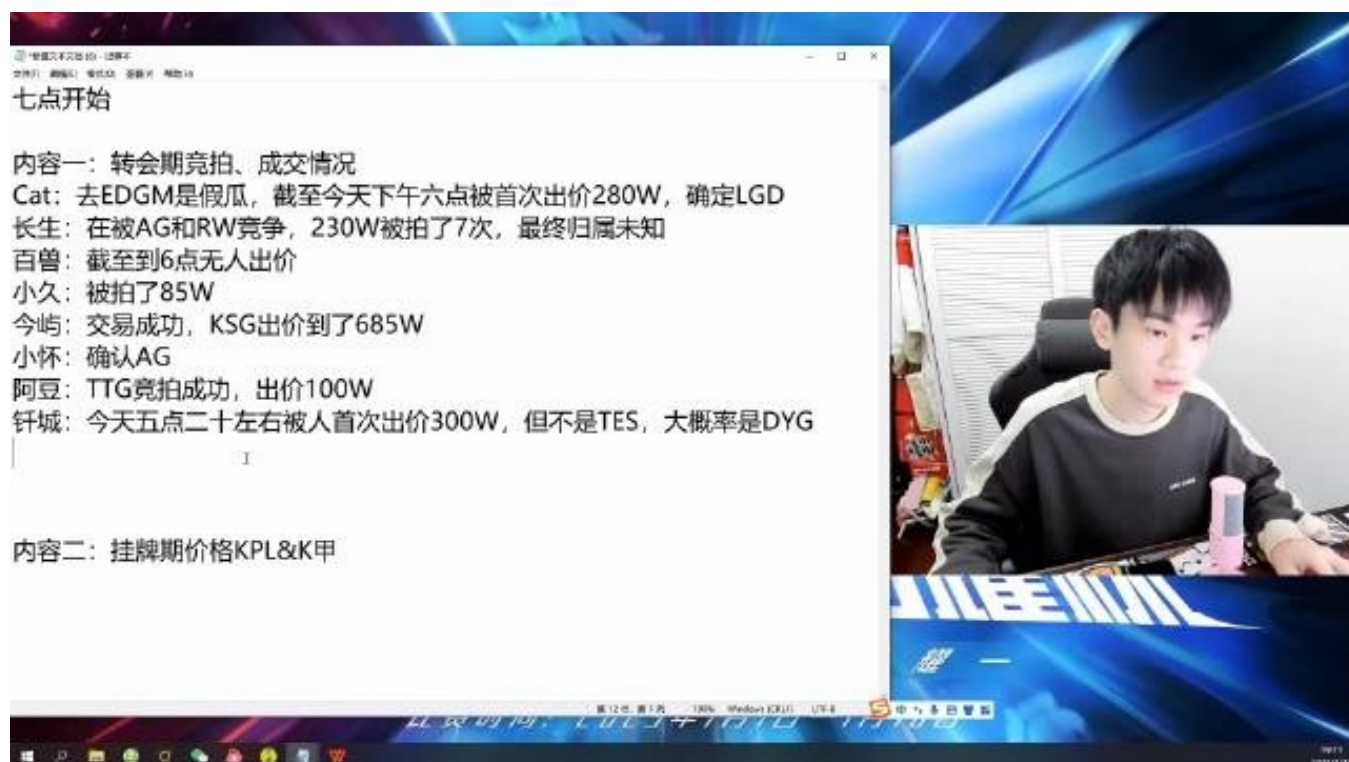 七点开始
内容一：转会期竞拍、成交情况
Cat：去EDGM是假瓜，截至今天下午六点被首次出价280W，确定LGD
长生：在被AG和RW竞争，230W被拍了7次，最终归属未知
百兽：截至到6点无人出价
小久：被拍了85W
今屿：交易成功，KSG出价到了685W
小怀：确认AG
阿豆：TTG竞拍成功，出价100W
钎城：今天五点二十左右被人首次出价300W，但不是TES，大概率是DYG
内容二：挂牌期价格KPL&K甲
100% Windows (CRLF) UTF-8